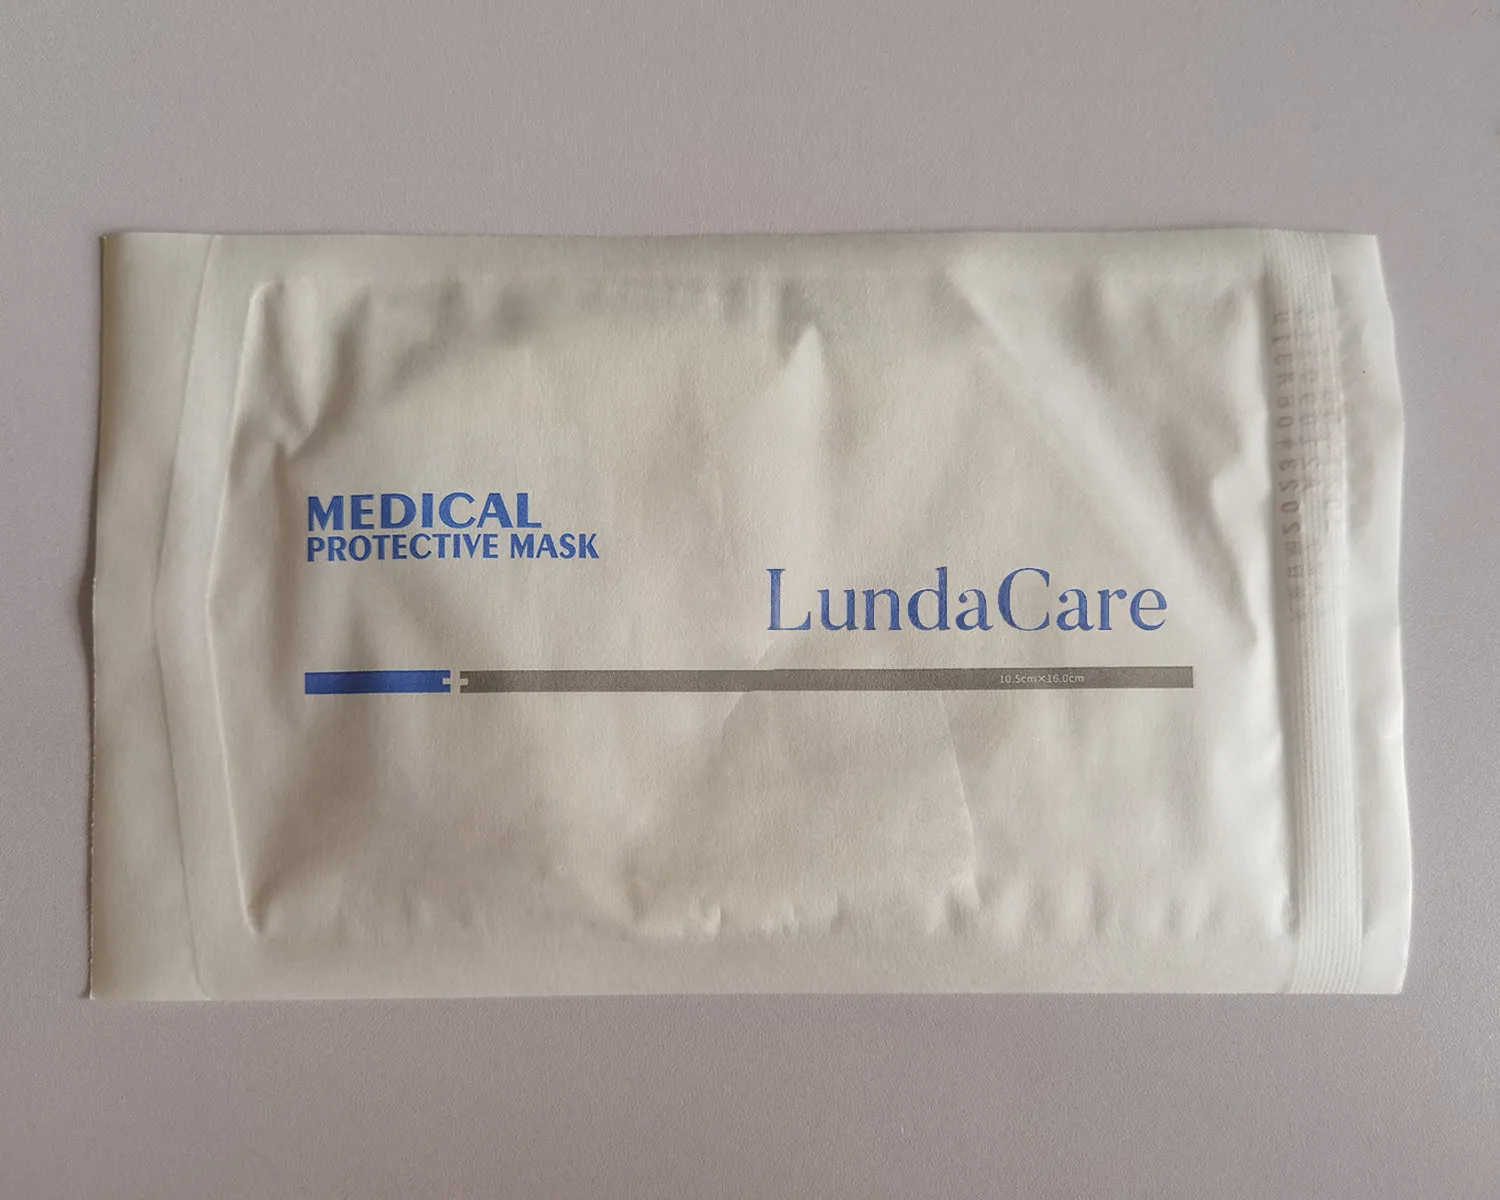 MEDICAL
PROTECTIVE MASK
LundaCare
10.5cm×16.0cm